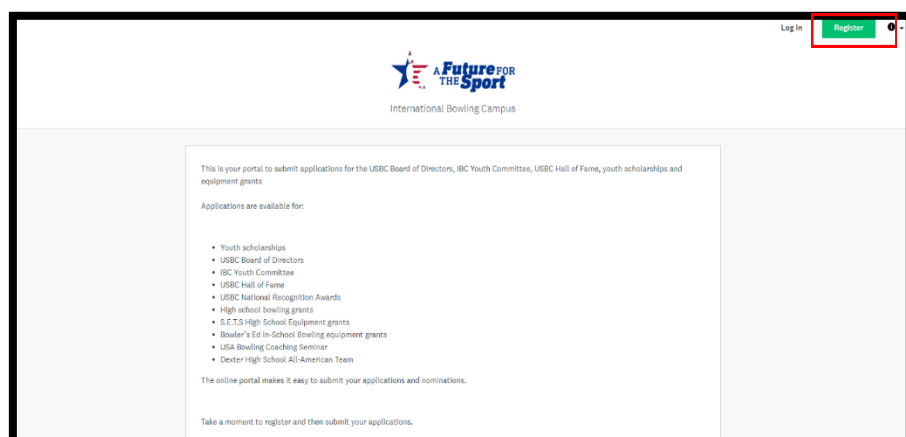 Log In Register
A Future FOR
THE Sport
International Bowling Campus
This is your portal to submit applications for the USBC Board of Directors, IBC Youth Committee, USBC Hall of Fame, youth scholarships and
equipment grants
Applications are available for:
• Youth scholarships
• USBC Board of Directors
• IBC Youth Committee
• USBC Hall of Fame
• USBC National Recognition Awards
• High school bowling grants
• S.E.T.S High School Equipment grants
• Bowler's Ed In-School Bowling equipment grants
• USA Bowling Coaching Seminar
• Dexter High School All-American Team
The online portal makes it easy to submit your applications and nominations.
Take a moment to register and then submit your applications.